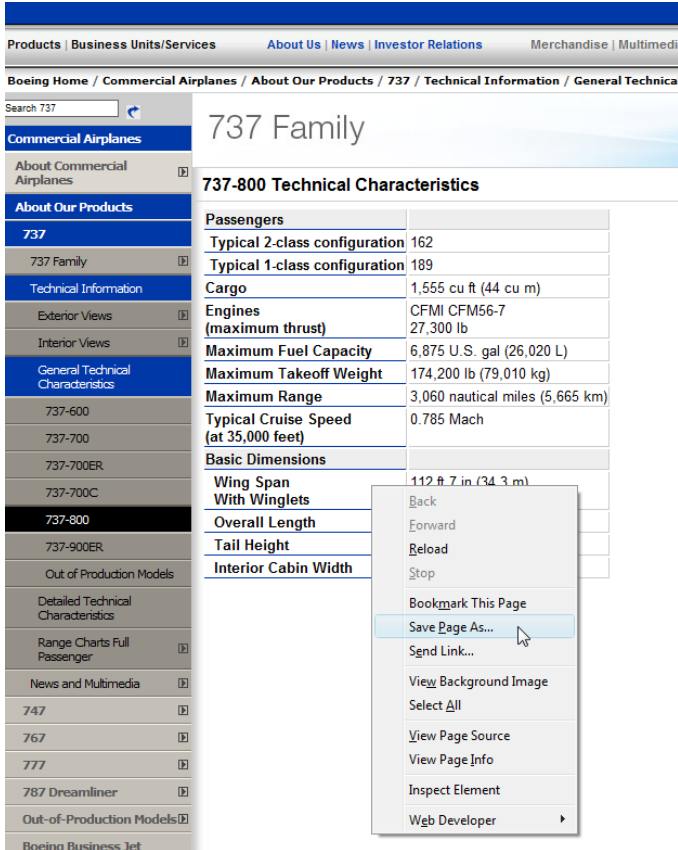 Products | Business Units/Services About Us | News | Investor Relations Merchandise | Multimedi
Boeing Home / Commercial Airplanes / About Our Products / 737 / Technical Information / General Technica
Search 737
Commercial Airplanes
About Commercial
Airplanes
About Our Products
737
737 Family
Technical Information
Exterior Views
Interior Views
General Technical
Characteristics
737-600
737-700
737-700ER
737-700C
737-800
737-900ER
Out of Production Models
Detailed Technical
Characteristics
Range Charts Full
Passenger
News and Multimedia
747
767
777
787 Dreamliner
Out-of-Production Models
Boeing Business Jet
737 Family
737-800 Technical Characteristics
Passengers
Typical 2-class configuration 162
Typical 1-class configuration 189
Cargo 1,555 cu ft (44 cu m)
Engines CFMI CFM56-7
(maximum thrust) 27,300 lb
Maximum Fuel Capacity 6,875 U.S. gal (26,020 L)
Maximum Takeoff Weight 174,200 lb (79,010 kg)
Maximum Range 3,060 nautical miles (5,665 km)
Typical Cruise Speed 0.785 Mach
(at 35,000 feet)
Basic Dimensions
Wing Span 112 ft 7 in (34.3 m)
With Winglets
Overall Length
Tail Height
Interior Cabin Width
Back
Forward
Reload
Stop
Bookmark This Page
Save Page As...
Send Link...
View Background Image
Select All
View Page Source
View Page Info
Inspect Element
Web Developer